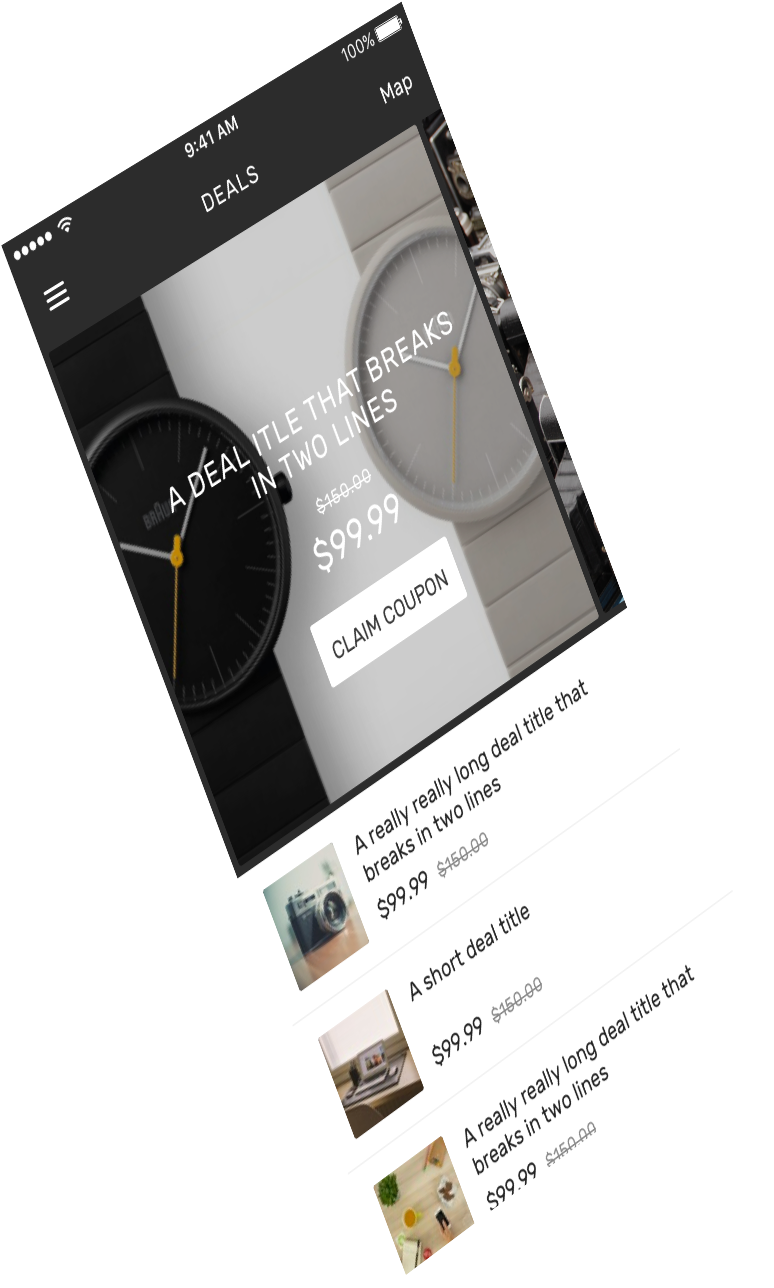 9:41 AM
100%
DEALS
Map
A DEAL ITLE THAT BREAKS
IN TWO LINES
$150.00
$99.99
CLAIM COUPON
A really really long deal title that
breaks in two lines
$99.99 $150.00
A short deal title
$99.99 $150.00
A really really long deal title that
breaks in two lines
$99.99 $150.00